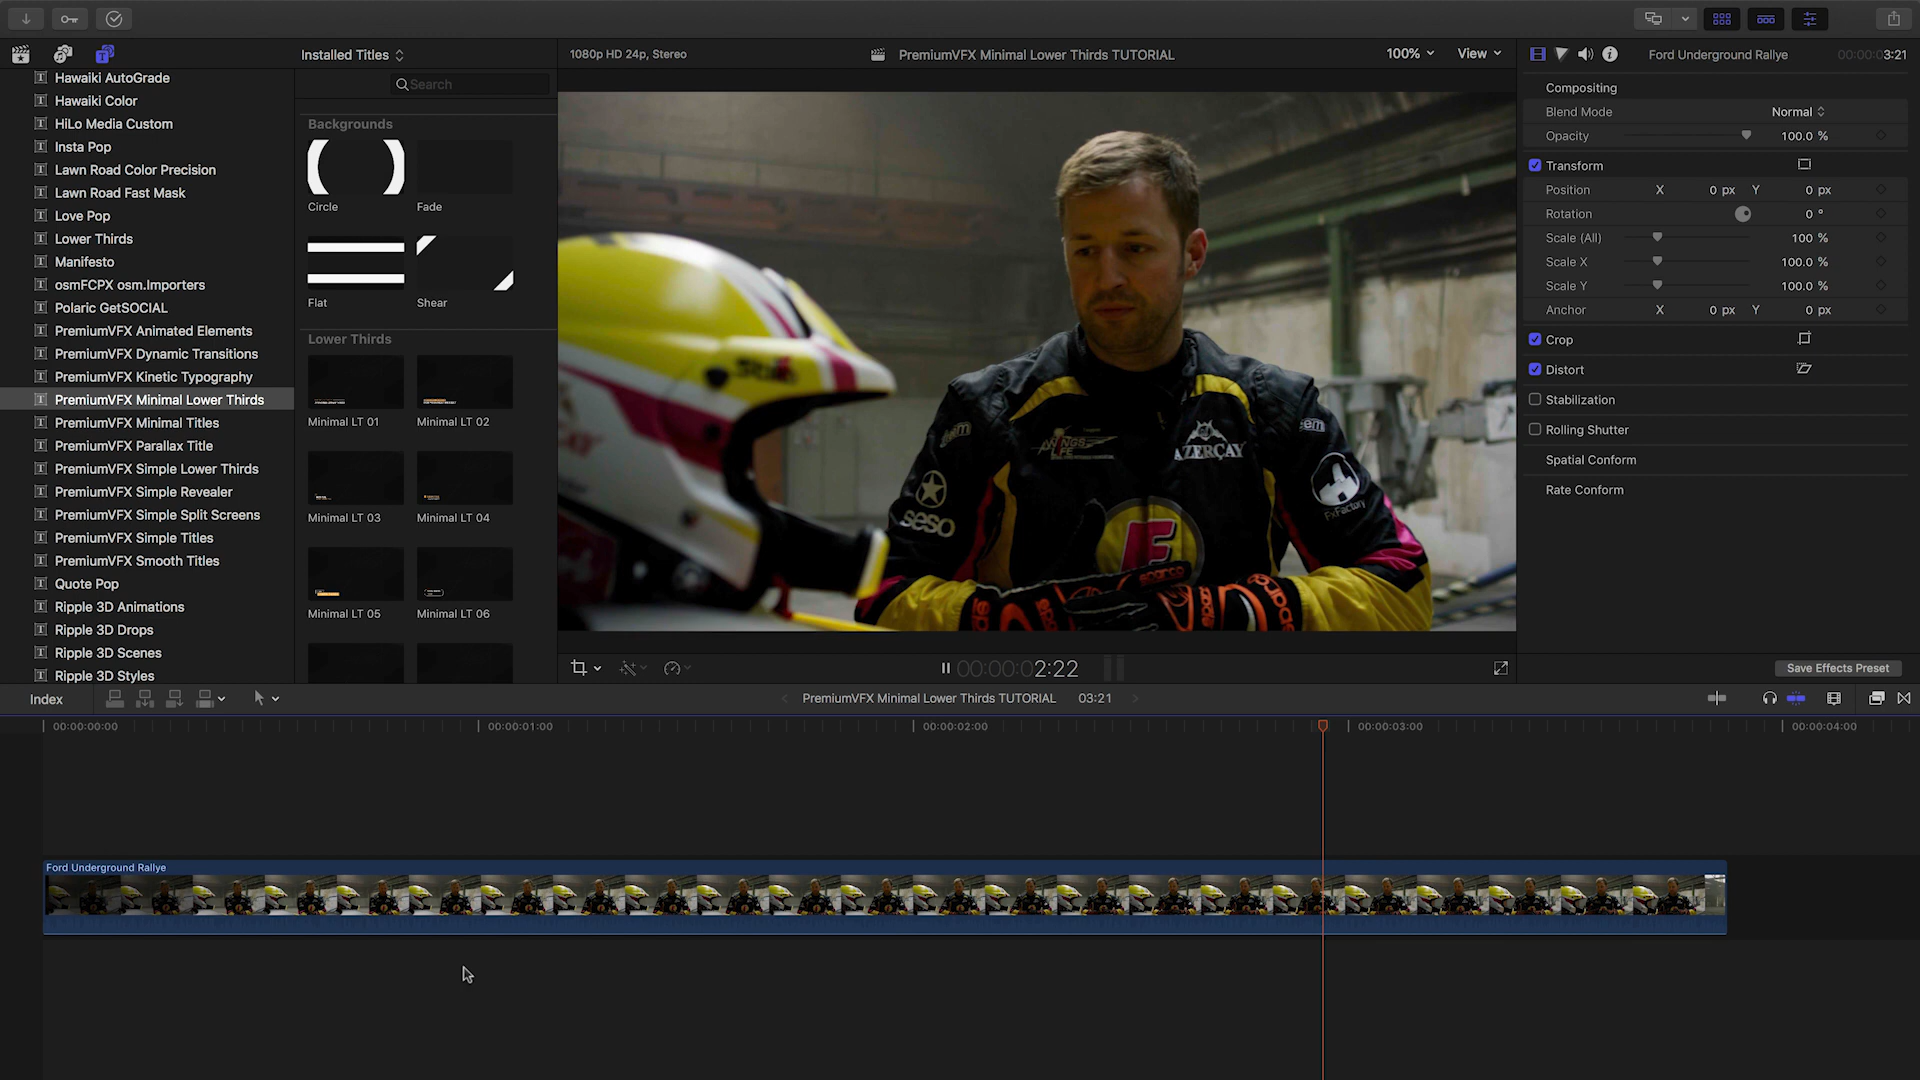 Installed Titles
1080p HD 24p, Stereo
PremiumVFX Minimal Lower Thirds TUTORIAL
100%
View
Ford Underground Rallye
00:00:03:21
Hawaiki AutoGrade
Hawaiki Color
HiLo Media Custom
Insta Pop
Lawn Road Color Precision
Lawn Road Fast Mask
Love Pop
Lower Thirds
Manifesto
osmFCPX osm.Importers
Polaric GetSOCIAL
PremiumVFX Animated Elements
PremiumVFX Dynamic Transitions
PremiumVFX Kinetic Typography
PremiumVFX Minimal Lower Thirds
PremiumVFX Minimal Titles
PremiumVFX Parallax Title
PremiumVFX Simple Lower Thirds
PremiumVFX Simple Revealer
PremiumVFX Simple Split Screens
PremiumVFX Simple Titles
PremiumVFX Smooth Titles
Quote Pop
Ripple 3D Animations
Ripple 3D Drops
Ripple 3D Scenes
Ripple 3D Styles
Search
Backgrounds
Circle
Fade
Flat
Shear
Lower Thirds
Minimal LT 01
Minimal LT 02
Minimal LT 03
Minimal LT 04
Minimal LT 05
Minimal LT 06
AZERÇAY
seso
FxFactory
F
sparco
Compositing
Blend Mode
Normal
Opacity
100.0 %
Transform
Position X 0 px Y 0 px
Rotation 0 °
Scale (All) 100 %
Scale X 100.0 %
Scale Y 100.0 %
Anchor X 0 px Y 0 px
Crop
Distort
Stabilization
Rolling Shutter
Spatial Conform
Rate Conform
Save Effects Preset
00:00:02:22
Index
PremiumVFX Minimal Lower Thirds TUTORIAL
03:21
00:00:00:00
00:00:01:00
00:00:02:00
00:00:03:00
00:00:04:00
Ford Underground Rallye